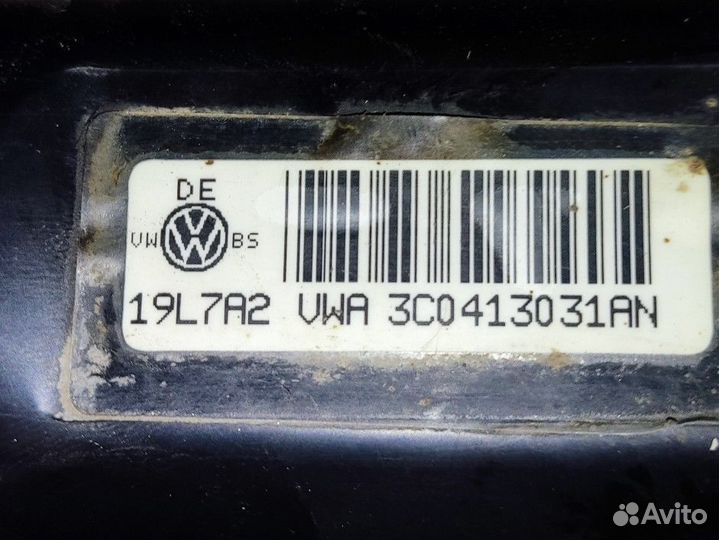 DE
VW BS
19L7A2 VWA 3C0413031AN
Avito